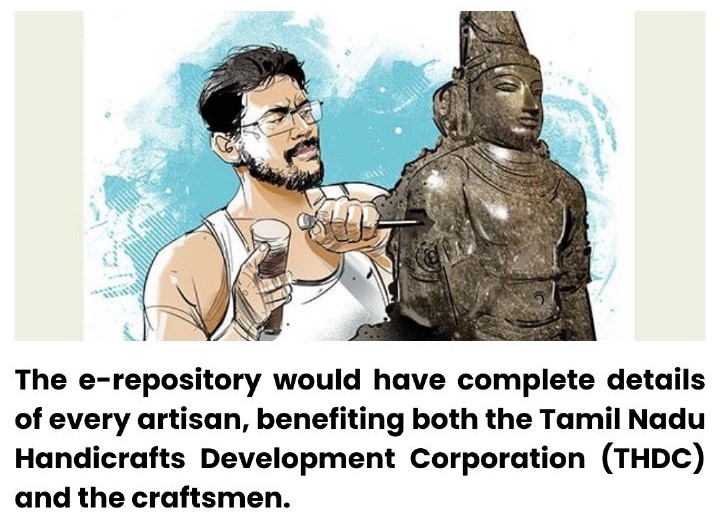 The e-repository would have complete details
of every artisan, benefiting both the Tamil Nadu
Handicrafts Development Corporation (THDC)
and the craftsmen.